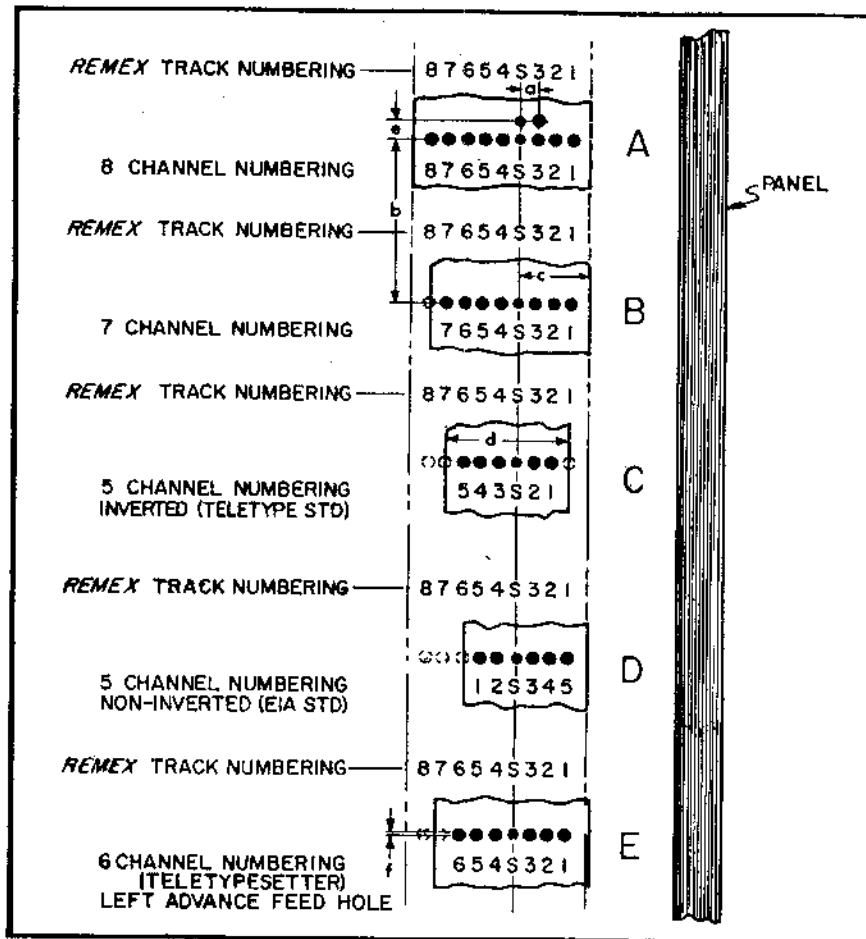 REMEX TRACK NUMBERING 87654S321
a
e
A
8 CHANNEL NUMBERING 87654S321
PANEL
b
REMEX TRACK NUMBERING 87654S321
c
B
7 CHANNEL NUMBERING 7654S321
REMEX TRACK NUMBERING 87654S321
d
C
5 CHANNEL NUMBERING 543S21
INVERTED (TELETYPE STD)
REMEX TRACK NUMBERING 87654S321
D
5 CHANNEL NUMBERING 12S345
NON-INVERTED (EIA STD)
REMEX TRACK NUMBERING 87654S321
E
f
6 CHANNEL NUMBERING 654S321
(TELETYPESETTER)
LEFT ADVANCE FEED HOLE